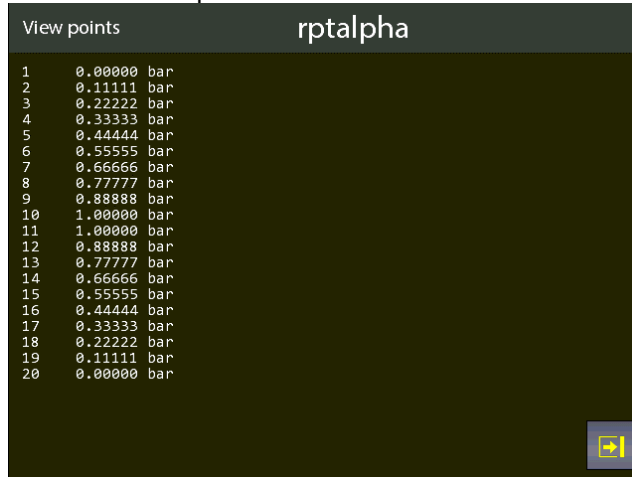 View points
rptalpha
1 0.00000 bar
2 0.11111 bar
3 0.22222 bar
4 0.33333 bar
5 0.44444 bar
6 0.55555 bar
7 0.66666 bar
8 0.77777 bar
9 0.88888 bar
10 1.00000 bar
11 1.00000 bar
12 0.88888 bar
13 0.77777 bar
14 0.66666 bar
15 0.55555 bar
16 0.44444 bar
17 0.33333 bar
18 0.22222 bar
19 0.11111 bar
20 0.00000 bar